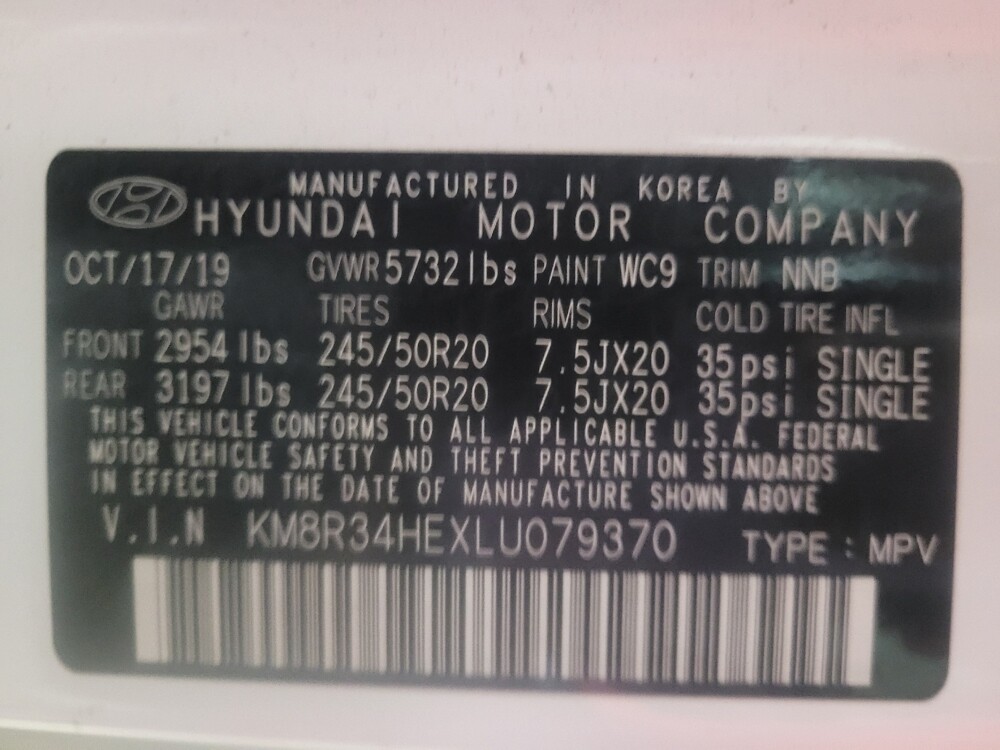 MANUFACTURED IN KOREA BY
HYUNDAI MOTOR COMPANY
OCT/17/19 GVWR 5732lbs PAINT WC9 TRIM NNB
GAWR TIRES RIMS COLD TIRE INFL
FRONT 2954 lbs 245/50R20 7.5JX20 35psi SINGLE
REAR 3197 lbs 245/50R20 7.5JX20 35psi SINGLE
THIS VEHICLE CONFORMS TO ALL APPLICABLE U.S.A. FEDERAL
MOTOR VEHICLE SAFETY AND THEFT PREVENTION STANDARDS
IN EFFECT ON THE DATE OF MANUFACTURE SHOWN ABOVE
V.I.N KM8R34HEXLU079370 TYPE : MPV